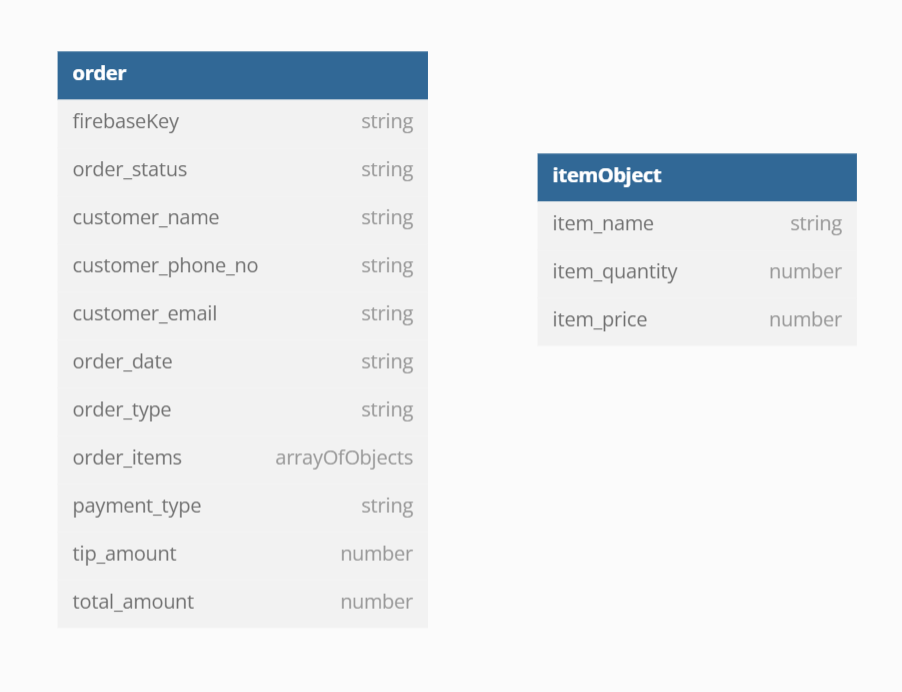 order
firebaseKey string
order_status string
customer_name string
customer_phone_no string
customer_email string
order_date string
order_type string
order_items arrayOfObjects
payment_type string
tip_amount number
total_amount number
itemObject
item_name string
item_quantity number
item_price number